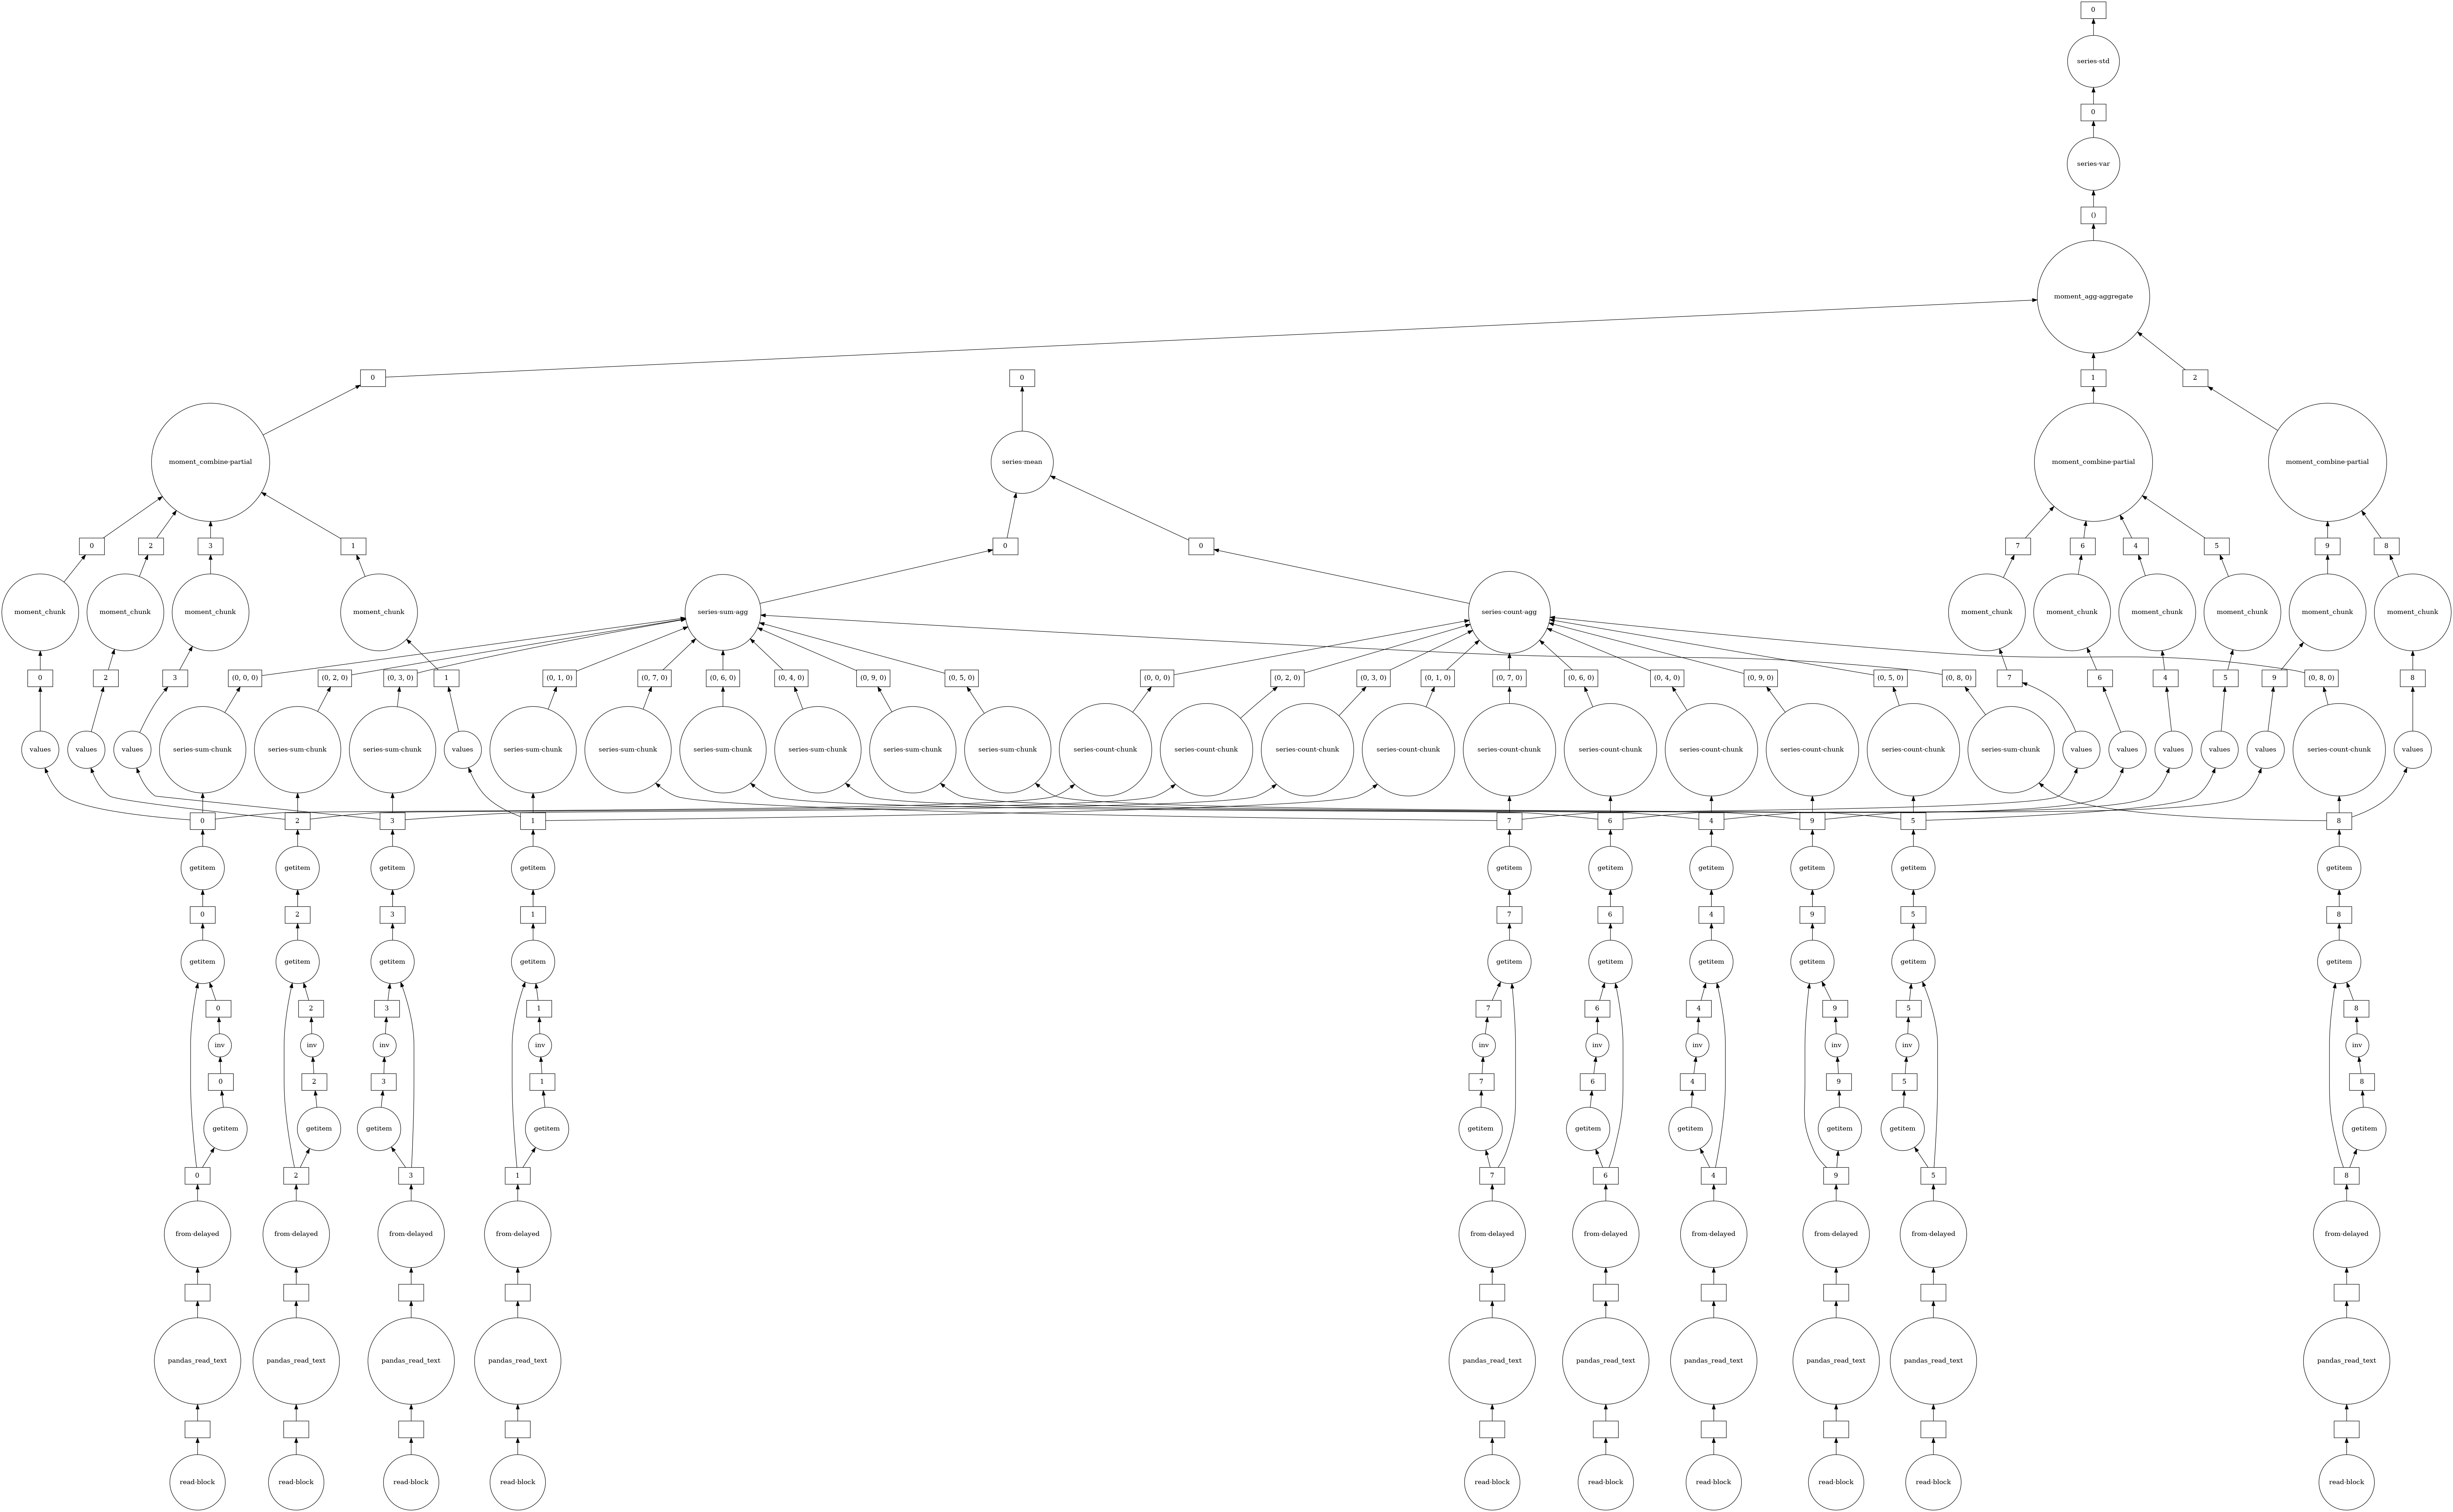 0
series-std
0
series-var
()
moment_agg-aggregate
0 0 1 2
moment_combine-partial series-mean moment_combine-partial moment_combine-partial
0 2 3 1 0 0 7 6 4 5 9 8
moment_chunk moment_chunk moment_chunk moment_chunk series-sum-agg series-count-agg moment_chunk moment_chunk moment_chunk moment_chunk moment_chunk moment_chunk
0 2 3 (0, 0, 0) (0, 2, 0) (0, 3, 0) 1 (0, 1, 0) (0, 7, 0) (0, 6, 0) (0, 4, 0) (0, 9, 0) (0, 5, 0) (0, 0, 0) (0, 2, 0) (0, 3, 0) (0, 1, 0) (0, 7, 0) (0, 6, 0) (0, 4, 0) (0, 9, 0) (0, 5, 0) (0, 8, 0) 7 6 4 5 9 (0, 8, 0) 8
values values values series-sum-chunk series-sum-chunk series-sum-chunk values series-sum-chunk series-sum-chunk series-sum-chunk series-sum-chunk series-sum-chunk series-sum-chunk series-count-chunk series-count-chunk series-count-chunk series-count-chunk series-count-chunk series-count-chunk series-count-chunk series-count-chunk series-count-chunk series-sum-chunk values values values values values series-count-chunk values
0 2 3 1 7 6 4 9 5 8
getitem getitem getitem getitem getitem getitem getitem getitem getitem getitem
0 2 3 1 7 6 4 9 5 8
getitem getitem getitem getitem getitem getitem getitem getitem getitem getitem
0 2 3 1 7 6 4 9 5 8
inv inv inv inv inv inv inv inv inv inv
0 2 3 1 7 6 4 9 5 8
getitem getitem getitem getitem getitem getitem getitem getitem getitem getitem
0 2 3 1 7 6 4 9 5 8
from-delayed from-delayed from-delayed from-delayed from-delayed from-delayed from-delayed from-delayed from-delayed from-delayed
pandas_read_text pandas_read_text pandas_read_text pandas_read_text pandas_read_text pandas_read_text pandas_read_text pandas_read_text pandas_read_text pandas_read_text
read-block read-block read-block read-block read-block read-block read-block read-block read-block read-block